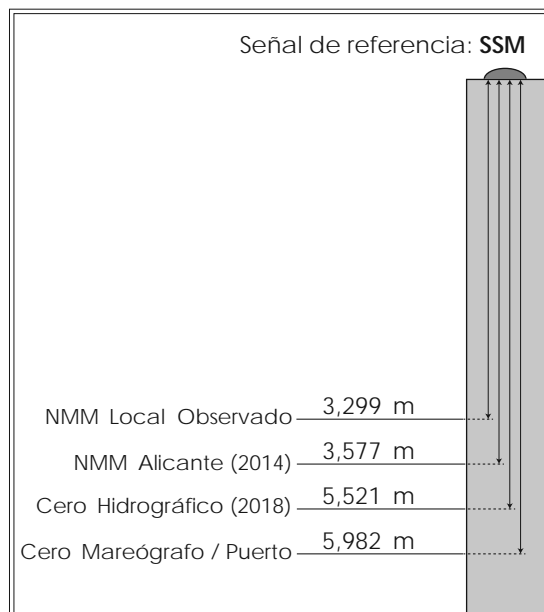 Señal de referencia: SSM
NMM Local Observado 3,299 m
NMM Alicante (2014) 3,577 m
Cero Hidrográfico (2018) 5,521 m
Cero Mareógrafo / Puerto 5,982 m